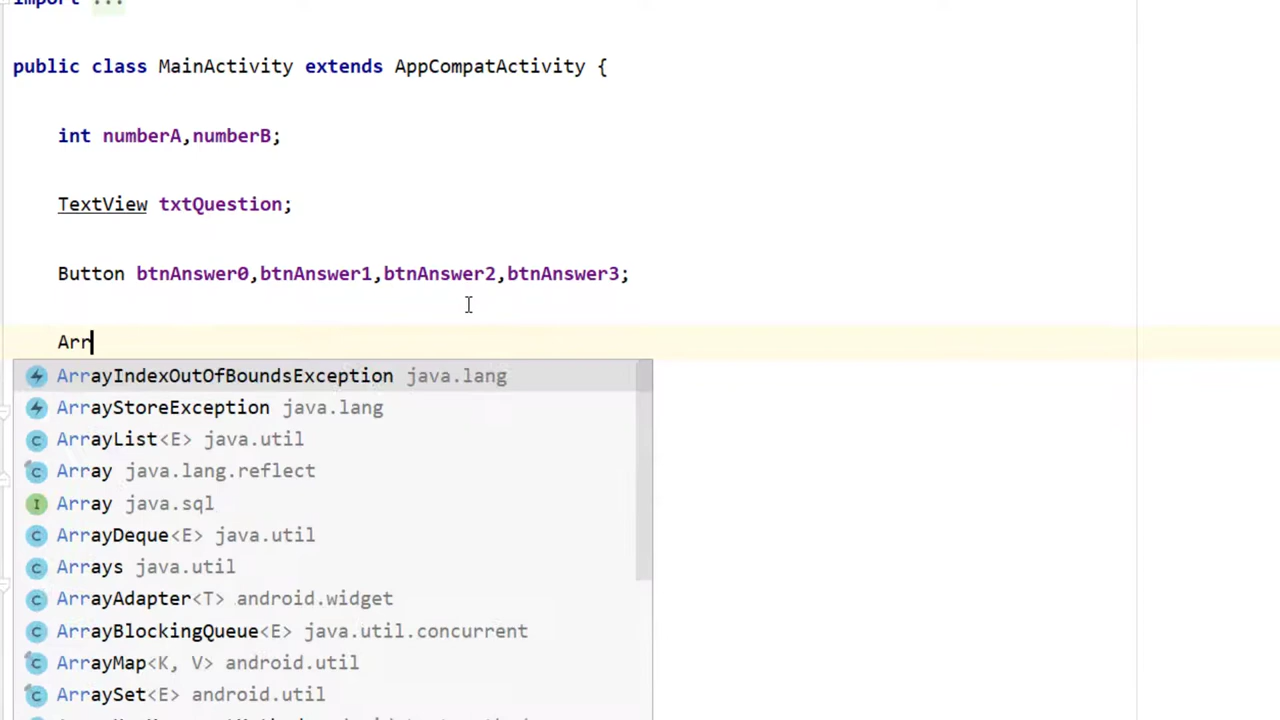 import ...
public class MainActivity extends AppCompatActivity {
int numberA,numberB;
TextView txtQuestion;
Button btnAnswer0,btnAnswer1,btnAnswer2,btnAnswer3;
Arr
ArrayIndexOutOfBoundsException java.lang
ArrayStoreException java.lang
ArrayList<E> java.util
Array java.lang.reflect
Array java.sql
ArrayDeque<E> java.util
Arrays java.util
ArrayAdapter<T> android.widget
ArrayBlockingQueue<E> java.util.concurrent
ArrayMap<K, V> android.util
ArraySet<E> android.util